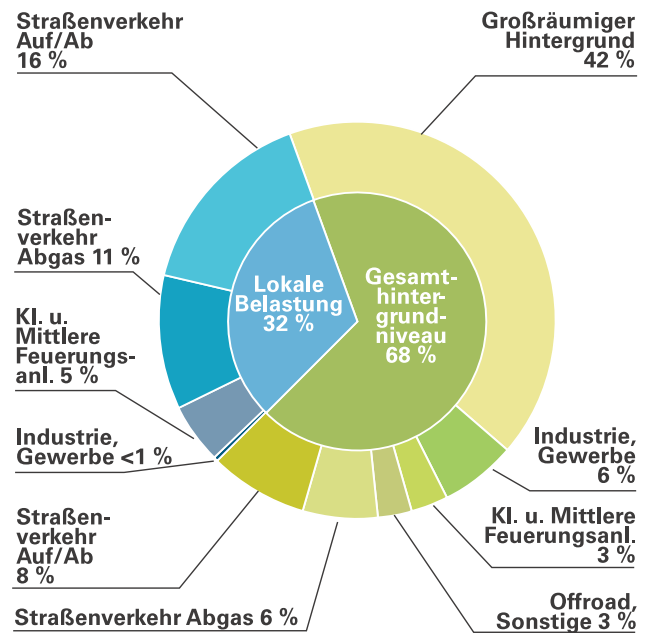 Straßenverkehr
Auf/Ab
16 %
Großräumiger
Hintergrund
42 %
Straßen-
verkehr
Abgas 11 %
Lokale
Belastung
32 %
Gesamt-
hinter-
grund-
niveau
68 %
Kl. u.
Mittlere
Feuerungs-
anl. 5 %
Industrie,
Gewerbe <1 %
Industrie,
Gewerbe
6 %
Straßen-
verkehr
Auf/Ab
8 %
Kl. u. Mittlere
Feuerungsanl.
3 %
Straßenverkehr Abgas 6 %
Offroad,
Sonstige 3 %